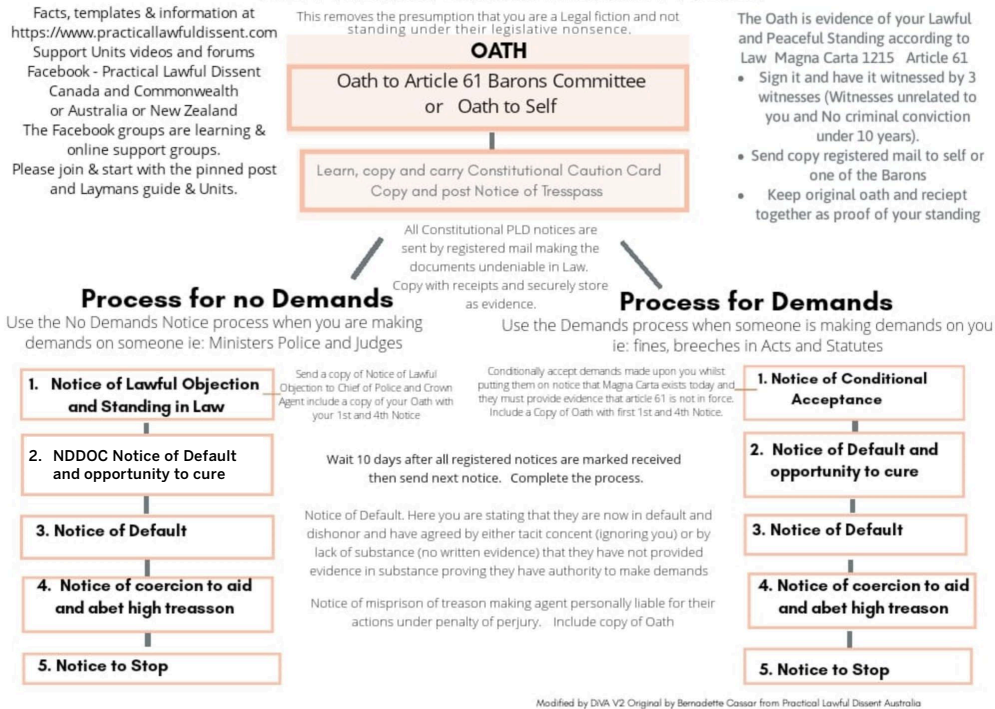 Facts, templates & information at
https://www.practicallawfuldissent.com
Support Units videos and forums
Facebook - Practical Lawful Dissent
Canada and Commonwealth
or Australia or New Zealand
The Facebook groups are learning &
online support groups.
Please join & start with the pinned post
and Laymans guide & Units.
This removes the presumption that you are a Legal fiction and not
standing under their legislative nonsence.
OATH
Oath to Article 61 Barons Committee
or Oath to Self
Learn, copy and carry Constitutional Caution Card
Copy and post Notice of Tresspass
The Oath is evidence of your Lawful
and Peaceful Standing according to
Law Magna Carta 1215 Article 61
• Sign it and have it witnessed by 3
witnesses (Witnesses unrelated to
you and No criminal conviction
under 10 years).
• Send copy registered mail to self or
one of the Barons
• Keep original oath and reciept
together as proof of your standing
All Constitutional PLD notices are
sent by registered mail making the
documents undeniable in Law.
Copy with receipts and securely store
as evidence.
Process for no Demands
Use the No Demands Notice process when you are making
demands on someone ie: Ministers Police and Judges
1. Notice of Lawful Objection
and Standing in Law
Send a copy of Notice of Lawful
Objection to Chief of Police and Crown
Agent include a copy of your Oath with
your 1st and 4th Notice
2. NDDOC Notice of Default
and opportunity to cure
3. Notice of Default
4. Notice of coercion to aid
and abet high treasson
5. Notice to Stop
Process for Demands
Use the Demands process when someone is making demands on you
ie: fines, breeches in Acts and Statutes
Conditionally accept demands made upon you whilst
putting them on notice that Magna Carta exists today and
they must provide evidence that article 61 is not in force.
Include a Copy of Oath with first 1st and 4th Notice.
1. Notice of Conditional
Acceptance
2. Notice of Default and
opportunity to cure
3. Notice of Default
4. Notice of coercion to aid
and abet high treason
5. Notice to Stop
Wait 10 days after all registered notices are marked received
then send next notice. Complete the process.
Notice of Default. Here you are stating that they are now in default and
dishonor and have agreed by either tacit concent (ignoring you) or by
lack of substance (no written evidence) that they have not provided
evidence in substance proving they have authority to make demands
Notice of misprison of treason making agent personally liable for their
actions under penalty of perjury. Include copy of Oath
Modified by DiVA V2 Original by Bernadette Cassar from Practical Lawful Dissent Australia